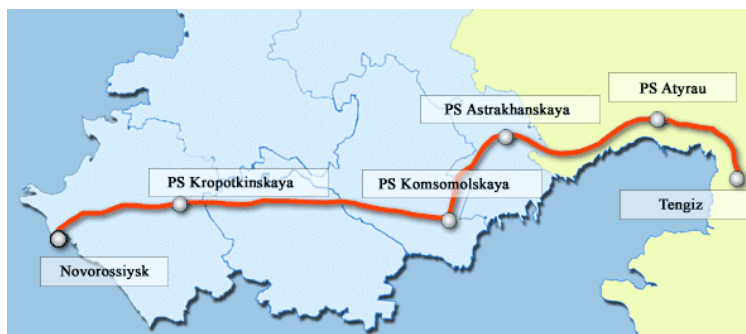 PS Atyrau
PS Astrakhanskaya
PS Kropotkinskaya
PS Komsomolskaya
Tengiz
Novorossiysk